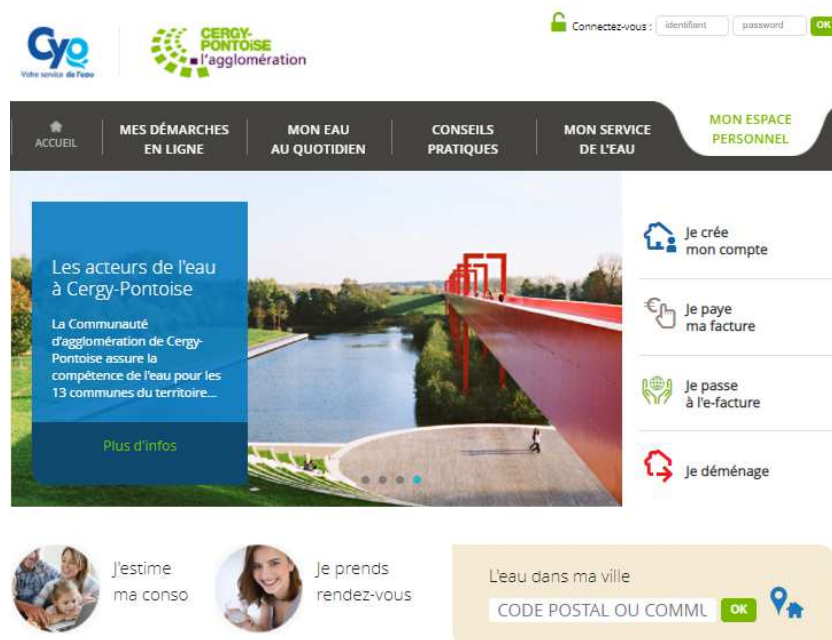 Cyo
Votre service de l'eau
CERGY-
PONTOISE
l'agglomération
Connectez-vous :
identifiant
password
OK
ACCUEIL
MES DÉMARCHES
EN LIGNE
MON EAU
AU QUOTIDIEN
CONSEILS
PRATIQUES
MON SERVICE
DE L'EAU
MON ESPACE
PERSONNEL
Les acteurs de l'eau
à Cergy-Pontoise
La Communauté
d'agglomération de Cergy-
Pontoise assure la
compétence de l'eau pour les
13 communes du territoire...
Plus d'infos
Je crée
mon compte
Je paye
ma facture
Je passe
à l'e-facture
Je déménage
J'estime
ma conso
Je prends
rendez-vous
L'eau dans ma ville
CODE POSTAL OU COMMU
OK